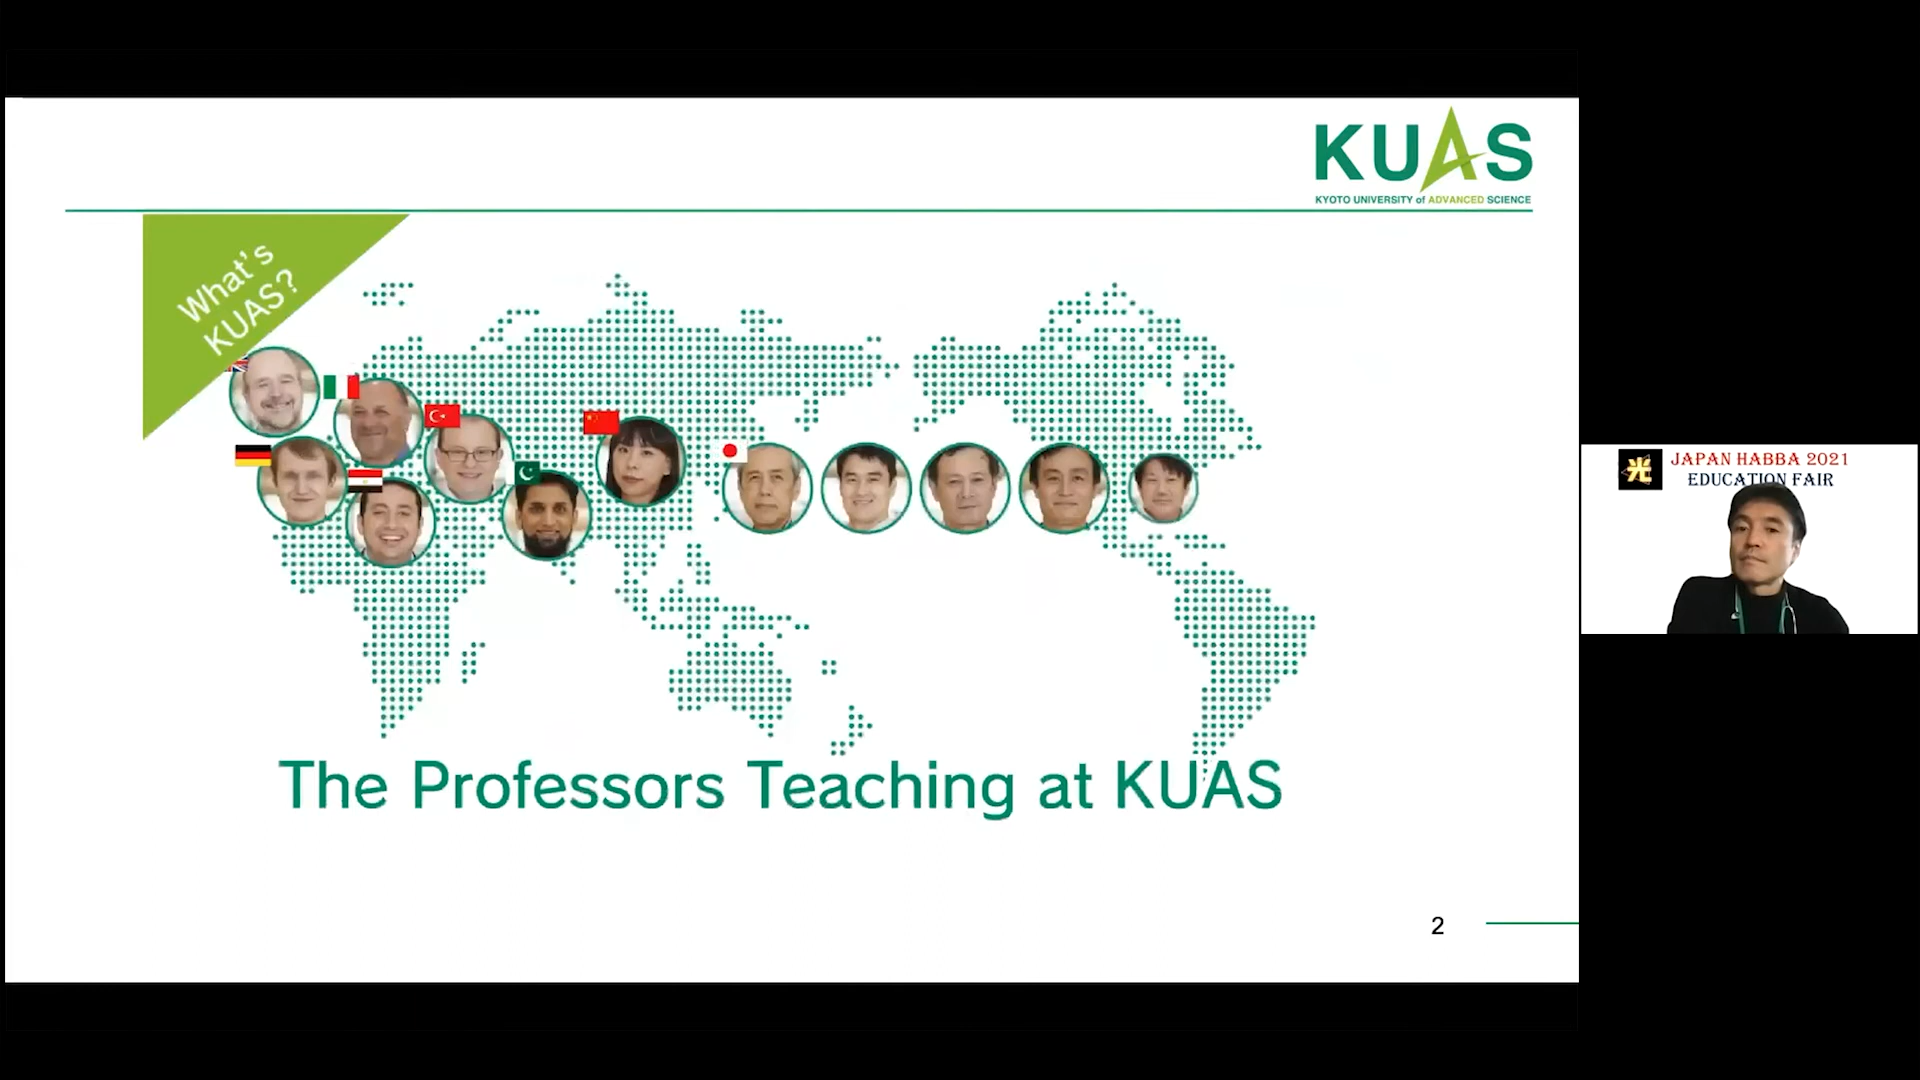 KUAS
KYOTO UNIVERSITY of ADVANCED SCIENCE
What's
KUAS?
The Professors Teaching at KUAS
2
光
JAPAN HABBA 2021
EDUCATION FAIR